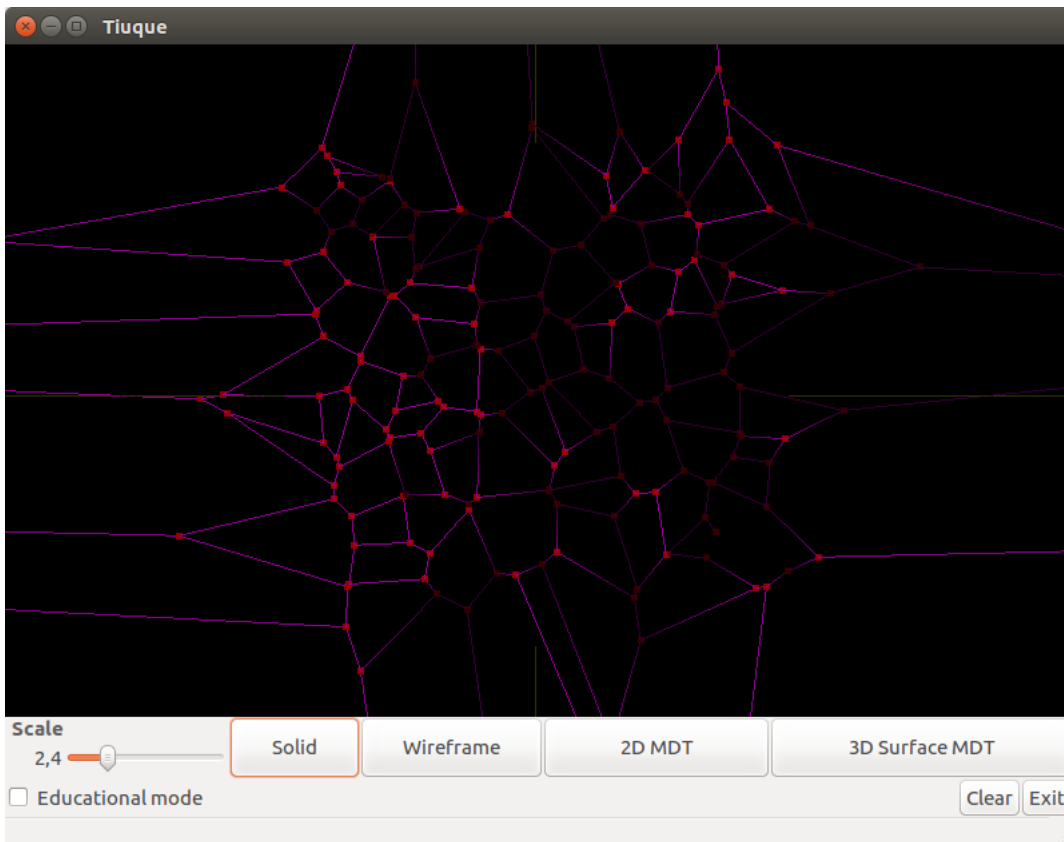 Tiuque
Scale
2,4
Solid
Wireframe
2D MDT
3D Surface MDT
Educational mode
Clear
Exit